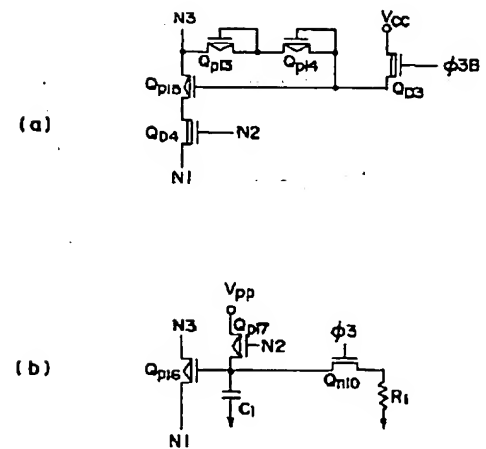 (a)
N3
Qp13
Qp14
VCC
ϕ3B
QD3
Qp15
QD4
N2
N1
(b)
VPP
N3
Qp17
N2
ϕ3
Qp16
C1
Qn10
R1
N1